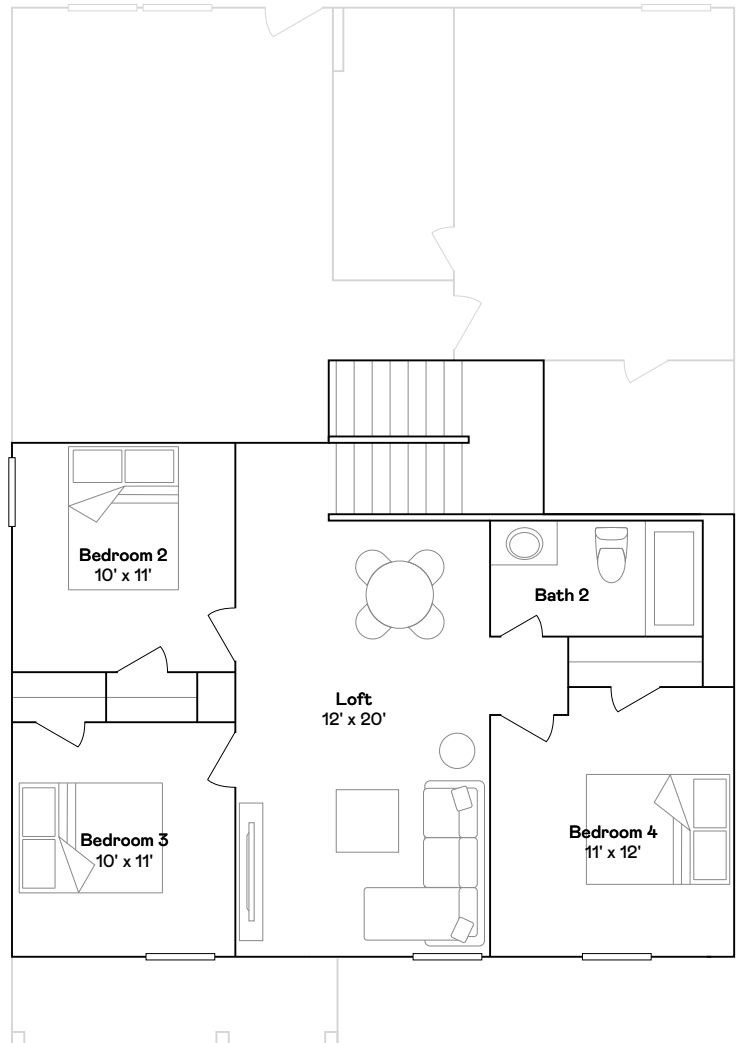 Bedroom 2
10' x 11'
Bath 2
Loft
12' x 20'
Bedroom 3
10' x 11'
Bedroom 4
11' x 12'